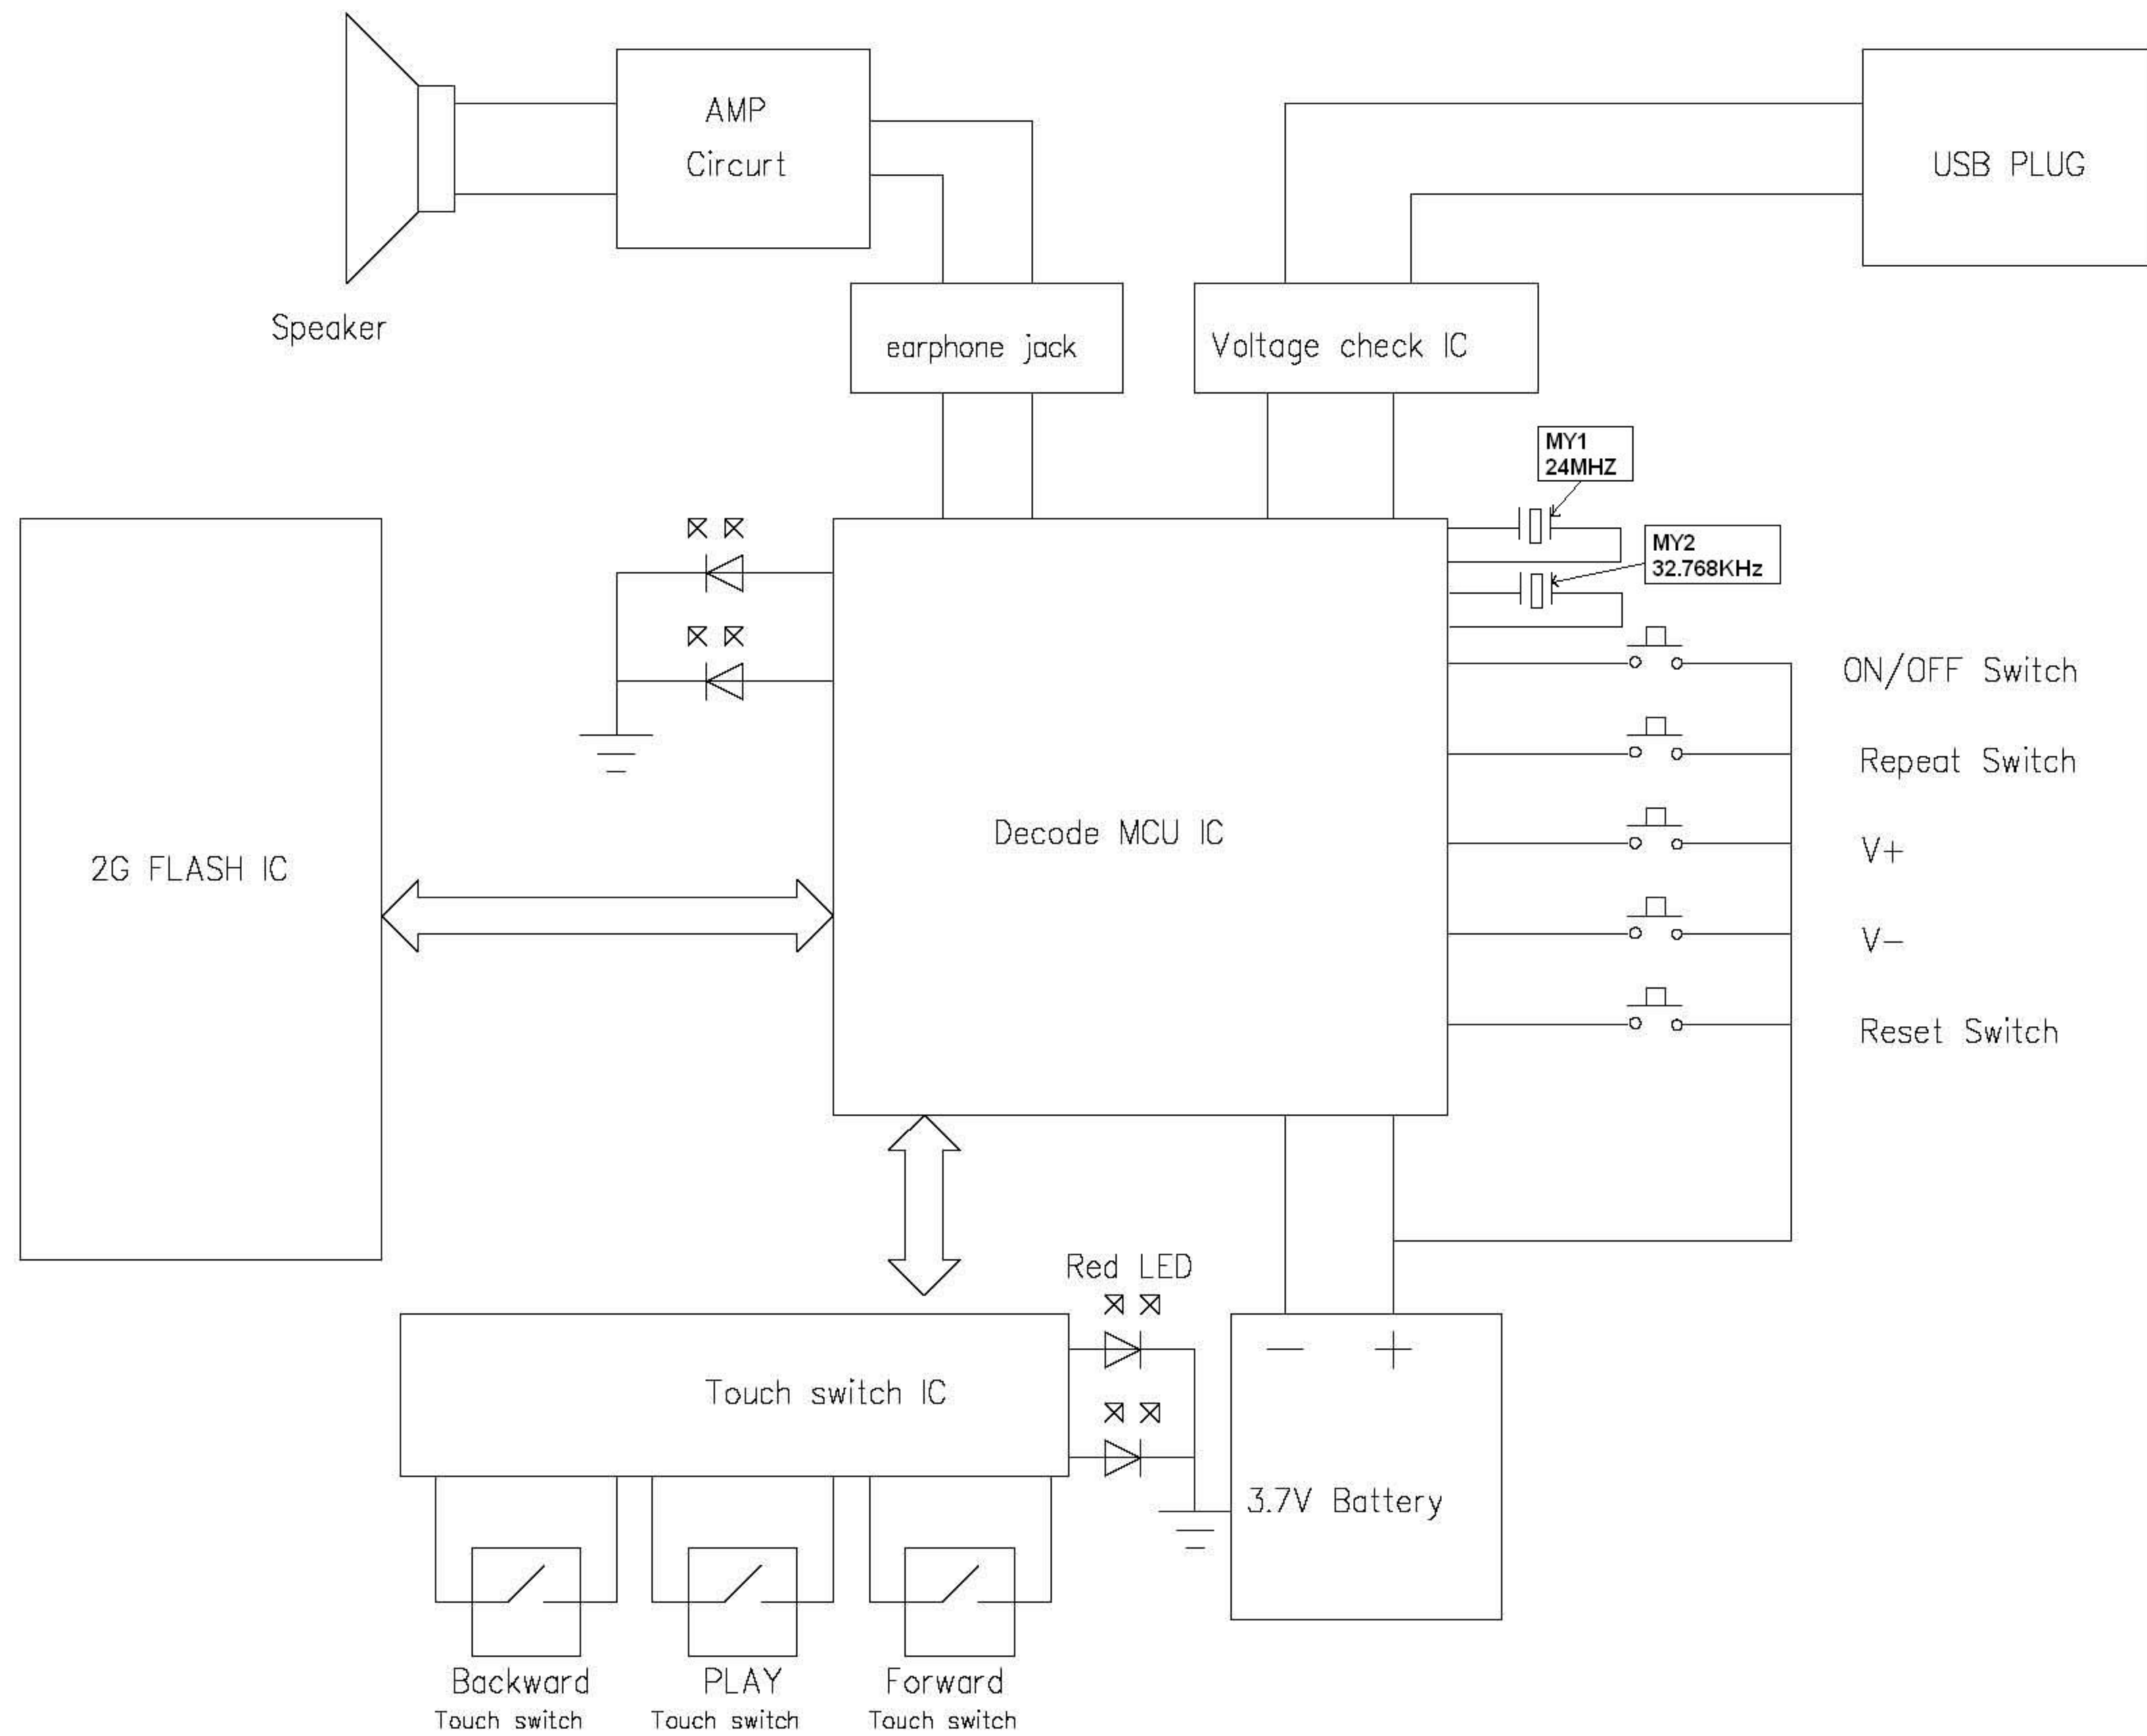 AMP
Circurt
USB PLUG
Speaker
earphone jack
Voltage check IC
MY1
24MHZ
MY2
32.768KHz
ON/OFF Switch
Repeat Switch
Decode MCU IC
V+
2G FLASH IC
V-
Reset Switch
Red LED
- +
Touch switch IC
3.7V Battery
Backward
Touch switch
PLAY
Touch switch
Forward
Touch switch